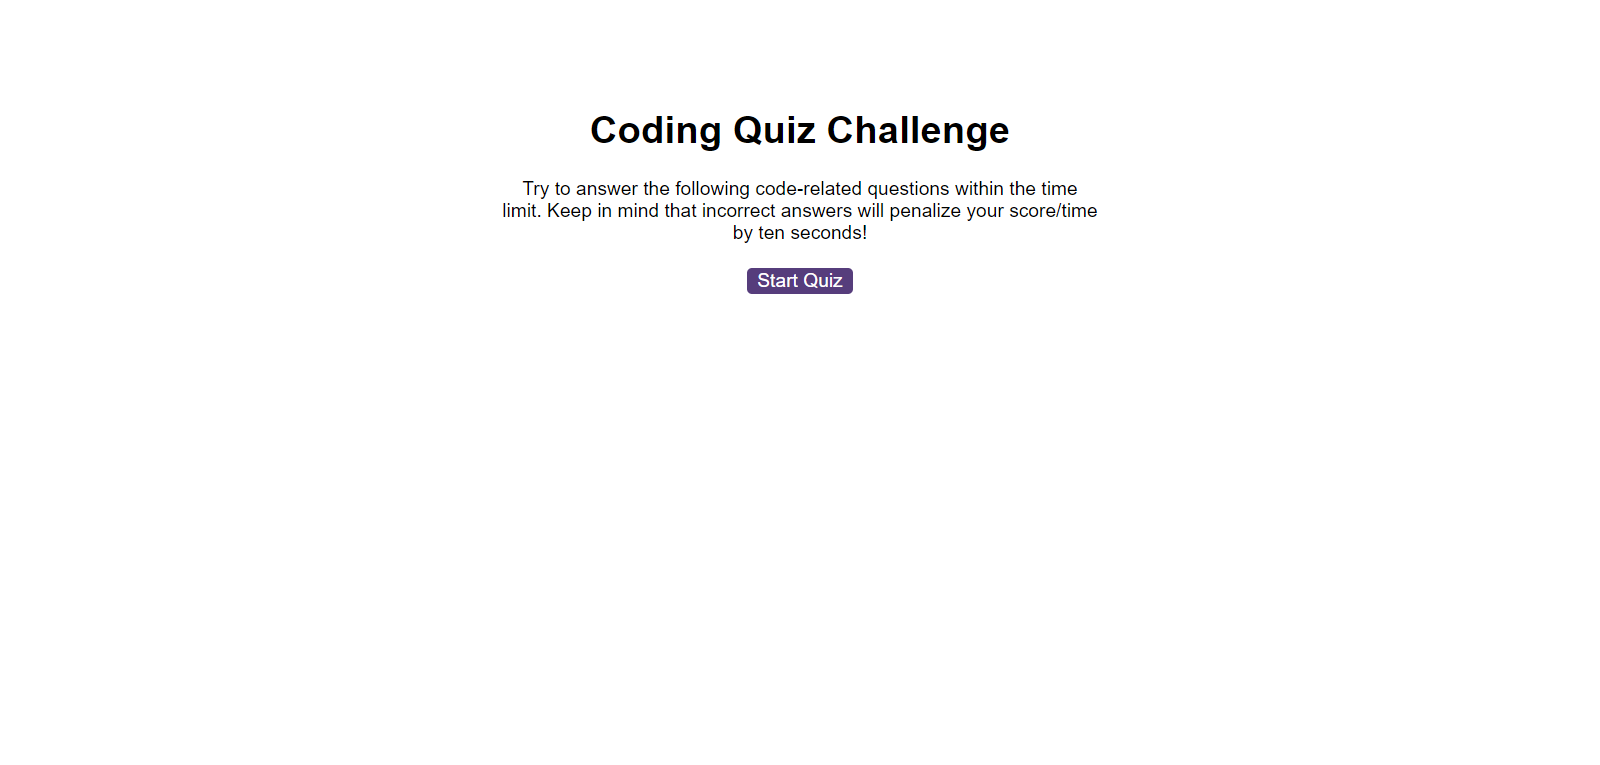 Coding Quiz Challenge
Try to answer the following code-related questions within the time
limit. Keep in mind that incorrect answers will penalize your score/time
by ten seconds!
Start Quiz